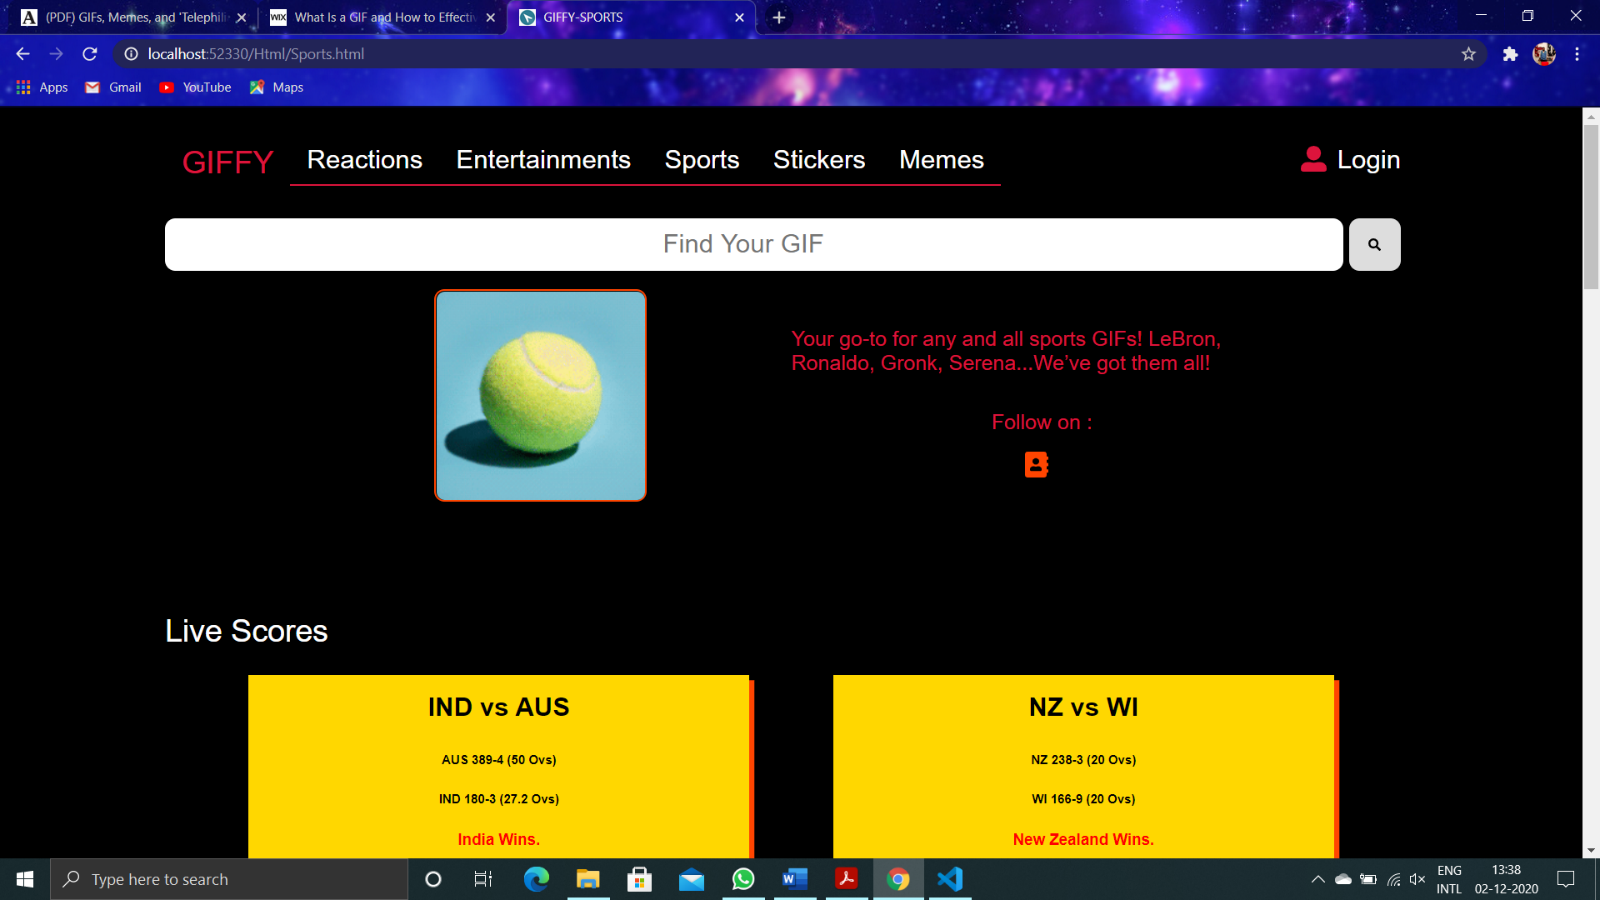 (PDF) GIFs, Memes, and 'Telephili
WIX What Is a GIF and How to Effectiv
GIFFY-SPORTS
localhost:52330/Html/Sports.html
Apps Gmail YouTube Maps
GIFFY Reactions Entertainments Sports Stickers Memes Login
Find Your GIF
Your go-to for any and all sports GIFs! LeBron,
Ronaldo, Gronk, Serena...We've got them all!
Follow on :
Live Scores
IND vs AUS
AUS 389-4 (50 Ovs)
IND 180-3 (27.2 Ovs)
India Wins.
NZ vs WI
NZ 238-3 (20 Ovs)
WI 166-9 (20 Ovs)
New Zealand Wins.
Type here to search
ENG
INTL
13:38
02-12-2020